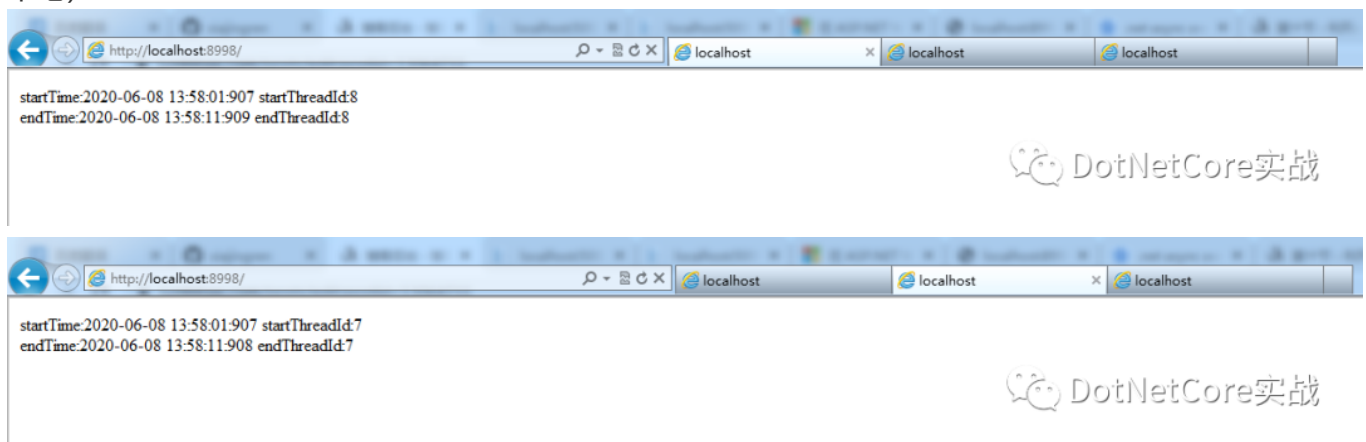 http://localhost:8998/ localhost localhost localhost
startTime:2020-06-08 13:58:01:907 startThreadId:8
endTime:2020-06-08 13:58:11:909 endThreadId:8
DotNetCore实战
http://localhost:8998/ localhost localhost localhost
startTime:2020-06-08 13:58:01:907 startThreadId:7
endTime:2020-06-08 13:58:11:908 endThreadId:7
DotNetCore实战